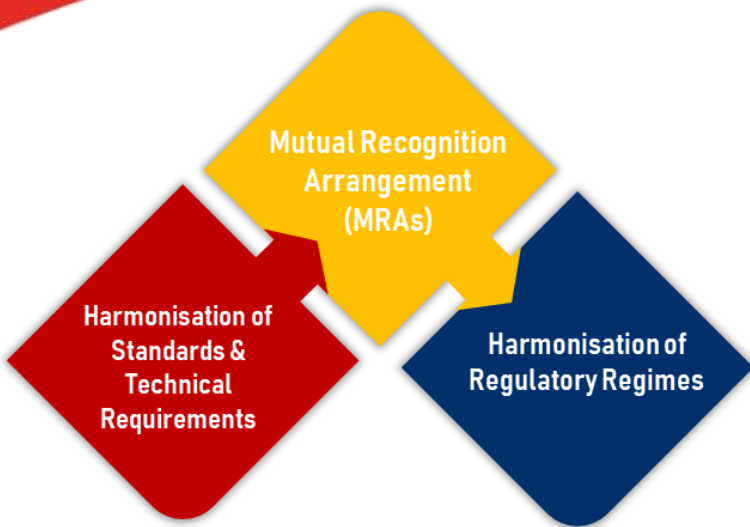 Mutual Recognition
Arrangement
(MRAs)
Harmonisation of
Standards &
Technical
Requirements
Harmonisation of
Regulatory Regimes